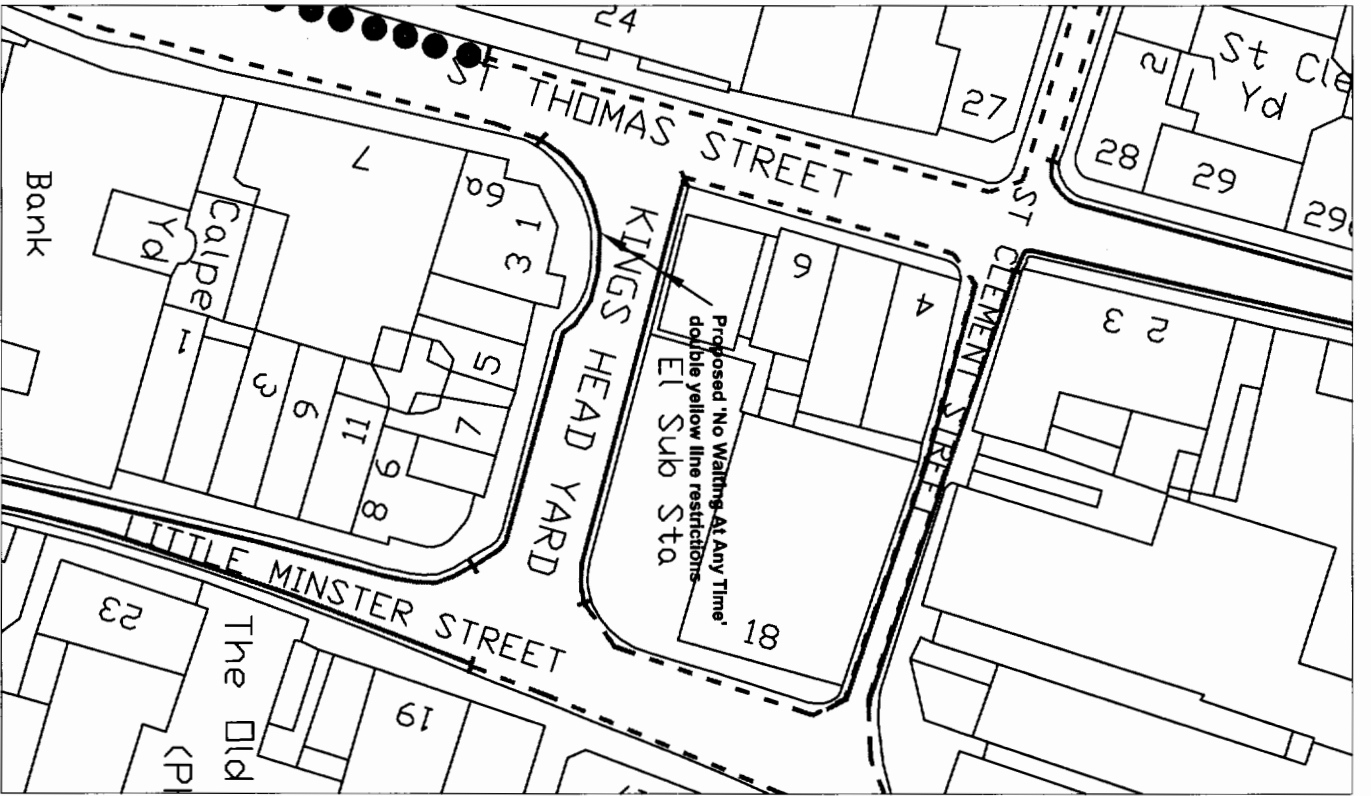 24
ST THOMAS STREET
27
2
St Cle
Yd
28
29
29
Bank
Calpe
Yd
7
6a
1
3
5
7
1
3
9
11
9
8
KINGS HEAD YARD
El Sub Sta
Proposed 'No Waiting At Any Time'
double yellow line restrictions
6
4
ST CLEMENT STREE
2 3
18
LITTLE MINSTER STREET
23
The Old
(P
19